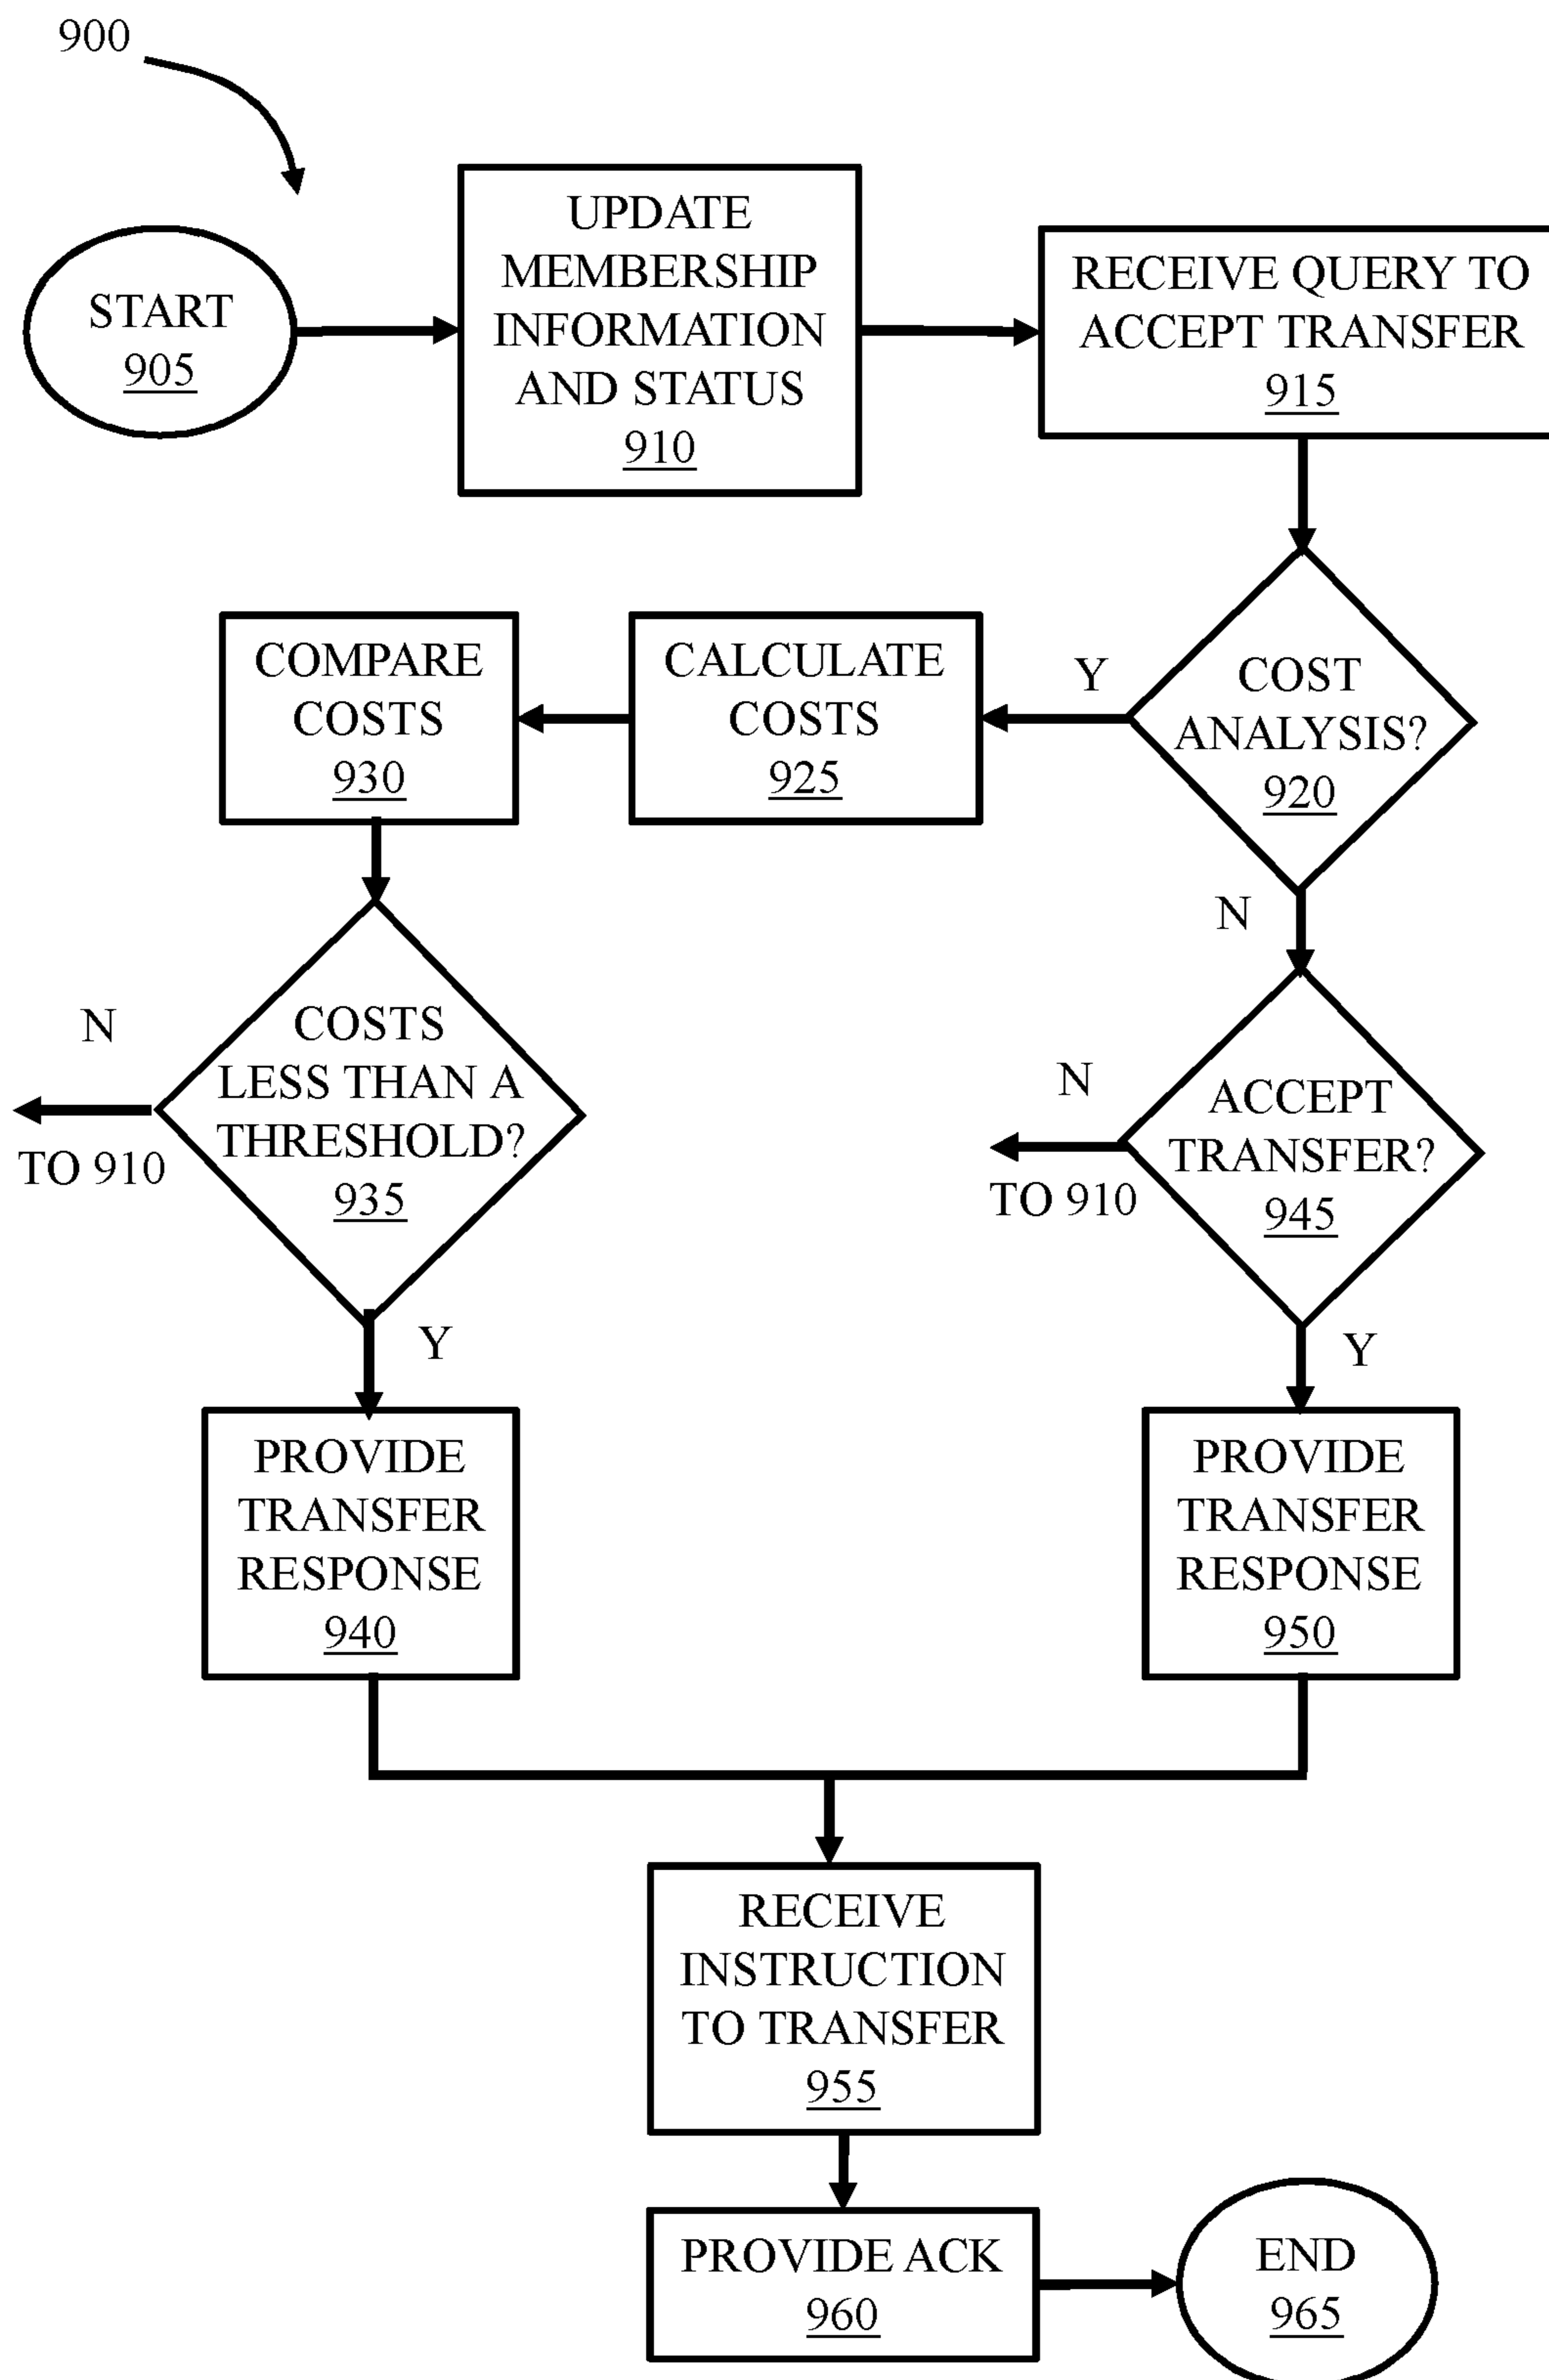 900
START
905
UPDATE
MEMBERSHIP
INFORMATION
AND STATUS
910
RECEIVE QUERY TO
ACCEPT TRANSFER
915
COST
ANALYSIS?
920
Y
N
CALCULATE
COSTS
925
COMPARE
COSTS
930
COSTS
LESS THAN A
THRESHOLD?
935
N
TO 910
Y
ACCEPT
TRANSFER?
945
N
TO 910
Y
PROVIDE
TRANSFER
RESPONSE
940
PROVIDE
TRANSFER
RESPONSE
950
RECEIVE
INSTRUCTION
TO TRANSFER
955
PROVIDE ACK
960
END
965